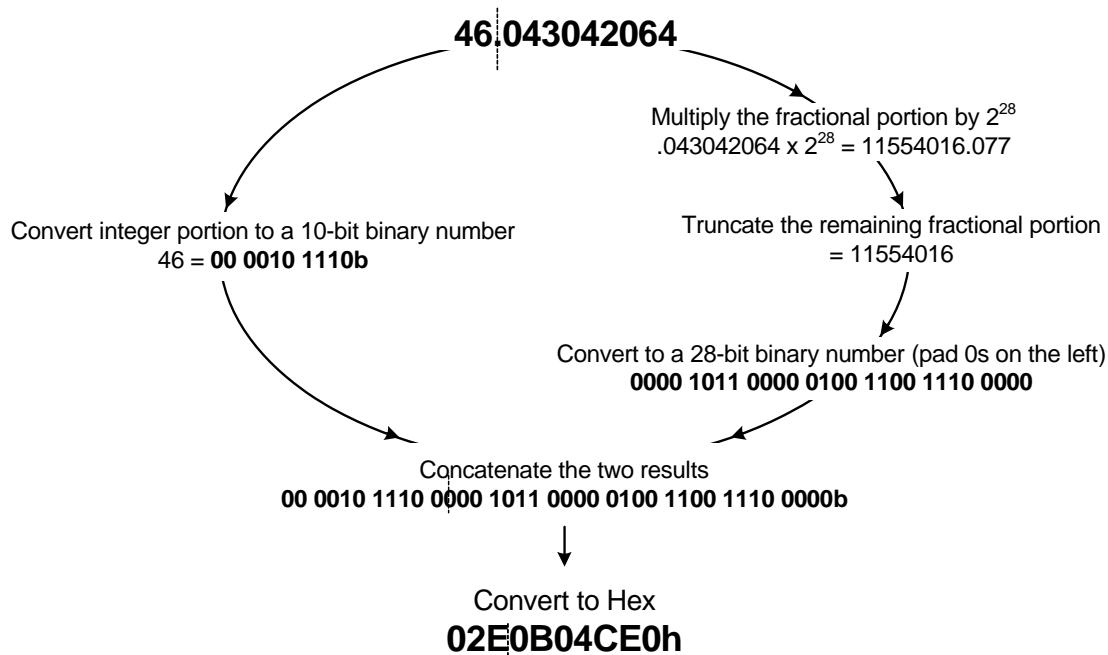 46.043042064
Multiply the fractional portion by 2^28
.043042064 x 2^28 = 11554016.077
Convert integer portion to a 10-bit binary number
46 = 00 0010 1110b
Truncate the remaining fractional portion
= 11554016
Convert to a 28-bit binary number (pad 0s on the left)
0000 1011 0000 0100 1100 1110 0000
Concatenate the two results
00 0010 1110 0000 1011 0000 0100 1100 1110 0000b
Convert to Hex
02E0B04CE0h